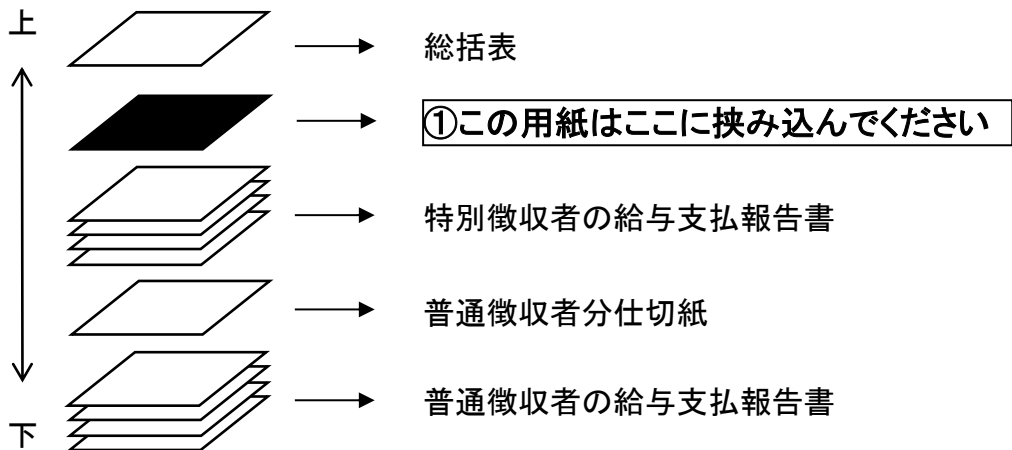 上
総括表
①この用紙はここに挟み込んでください
特別徴収者の給与支払報告書
普通徴収者分仕切紙
普通徴収者の給与支払報告書
下